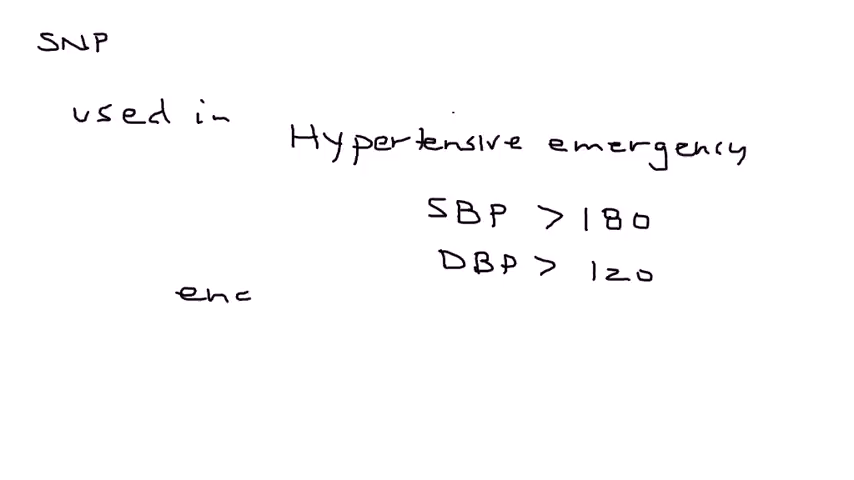 SNP
used in
Hypertensive emergency
SBP > 180
DBP > 120
enc